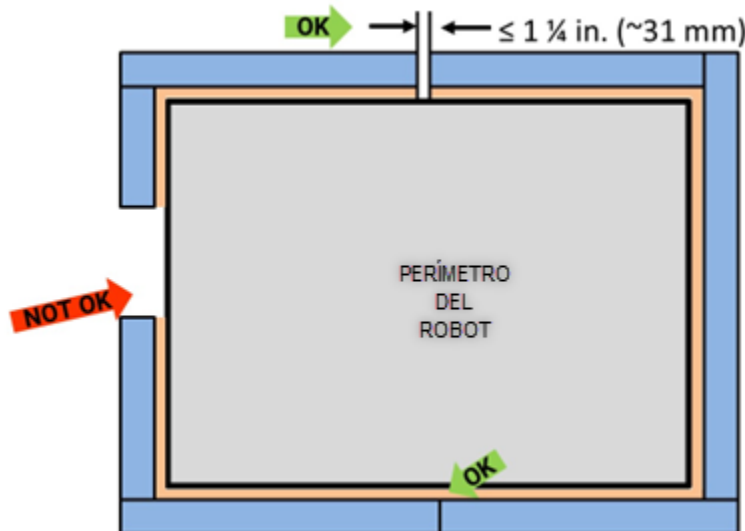 OK
≤ 1 ¼ in. (~31 mm)
NOT OK
PERÍMETRO
DEL
ROBOT
OK